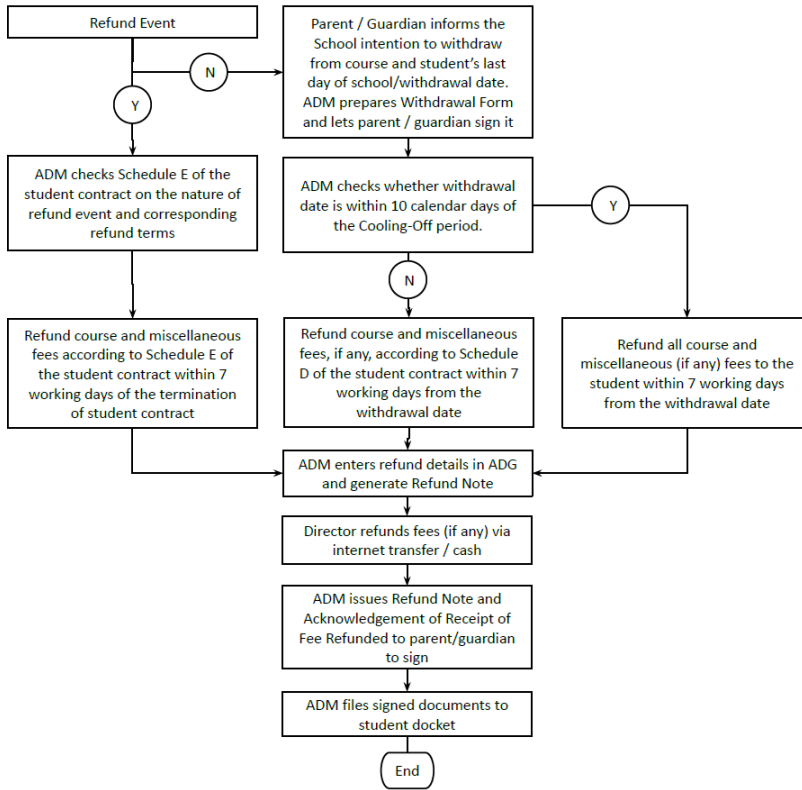 Refund Event
Parent / Guardian informs the
School intention to withdraw
from course and student's last
day of school/withdrawal date.
ADM prepares Withdrawal Form
and lets parent / guardian sign it
N
Y
ADM checks Schedule E of the
student contract on the nature of
refund event and corresponding
refund terms
ADM checks whether withdrawal
date is within 10 calendar days of
the Cooling-Off period.
Y
N
Refund course and miscellaneous
fees according to Schedule E of
the student contract within 7
working days of the termination
of student contract
Refund course and miscellaneous
fees, if any, according to Schedule
D of the student contract within 7
working days from the
withdrawal date
Refund all course and
miscellaneous (if any) fees to the
student within 7 working days
from the withdrawal date
ADM enters refund details in ADG
and generate Refund Note
Director refunds fees (if any) via
internet transfer / cash
ADM issues Refund Note and
Acknowledgement of Receipt of
Fee Refunded to parent/guardian
to sign
ADM files signed documents to
student docket
End